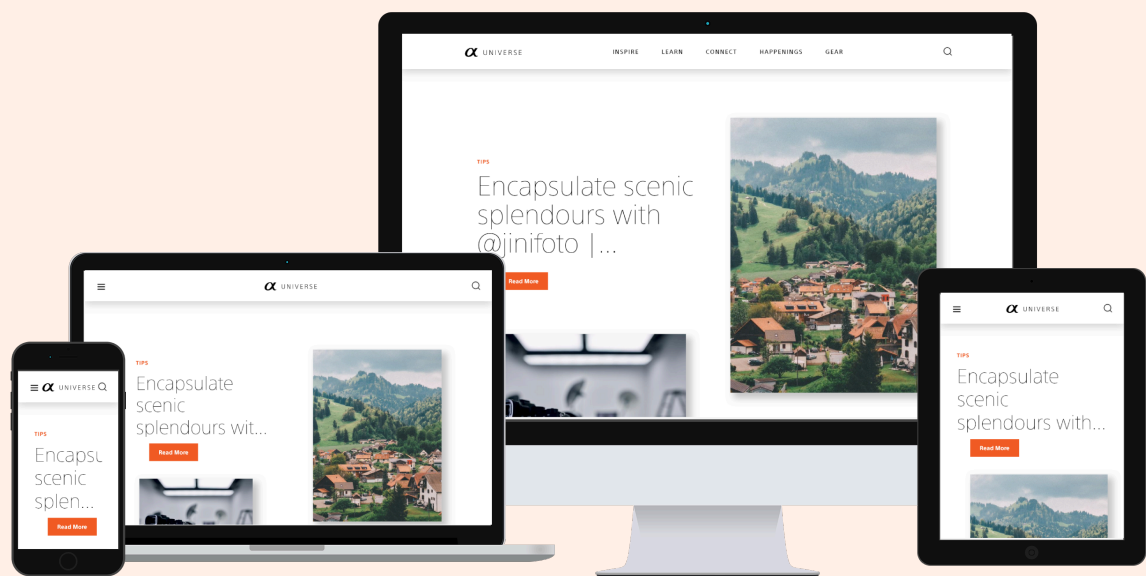 α UNIVERSE
INSPIRE LEARN CONNECT HAPPENINGS GEAR
TIPS
Encapsulate scenic
splendours with
@jinifoto |...
Read More
α UNIVERSE
TIPS
Encapsulate
scenic
splendours wit...
Read More
α UNIVERSE
TIPS
Encapsu
scenic
splen...
Read More
α UNIVERSE
TIPS
Encapsulate
scenic
splendours with...
Read More